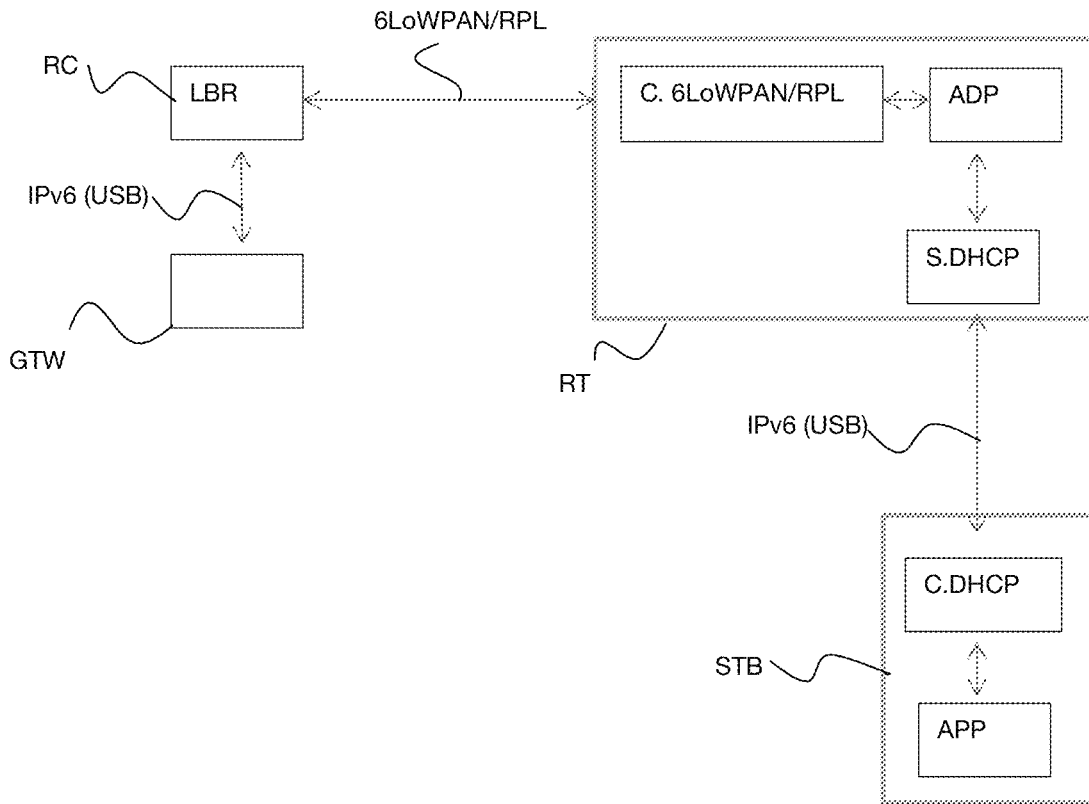 6LoWPAN/RPL
RC
LBR
C. 6LoWPAN/RPL
ADP
IPv6 (USB)
S.DHCP
GTW
RT
IPv6 (USB)
C.DHCP
STB
APP